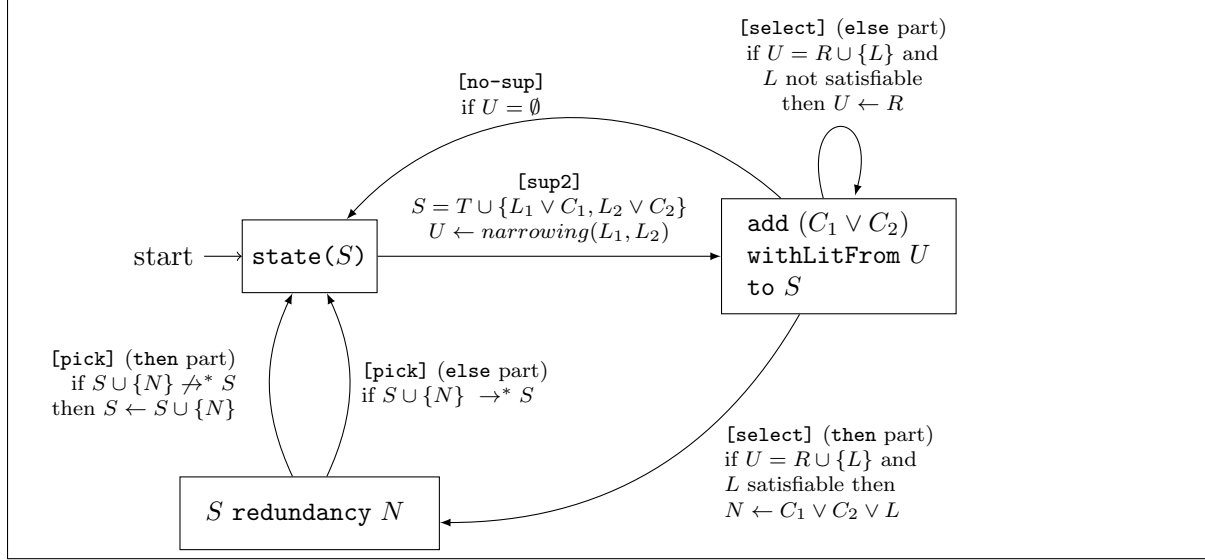 [select] (else part)
if U = R ∪ {L} and
L not satisfiable
then U ← R
[no-sup]
if U = ∅
[sup2]
S = T ∪ {L₁ ∨ C₁, L₂ ∨ C₂}
U ← narrowing(L₁, L₂)
start
state(S)
add (C₁ ∨ C₂)
withLitFrom U
to S
[pick] (then part)
if S ∪ {N} ↛* S
then S ← S ∪ {N}
[pick] (else part)
if S ∪ {N} →* S
[select] (then part)
if U = R ∪ {L} and
L satisfiable then
N ← C₁ ∨ C₂ ∨ L
S redundancy N